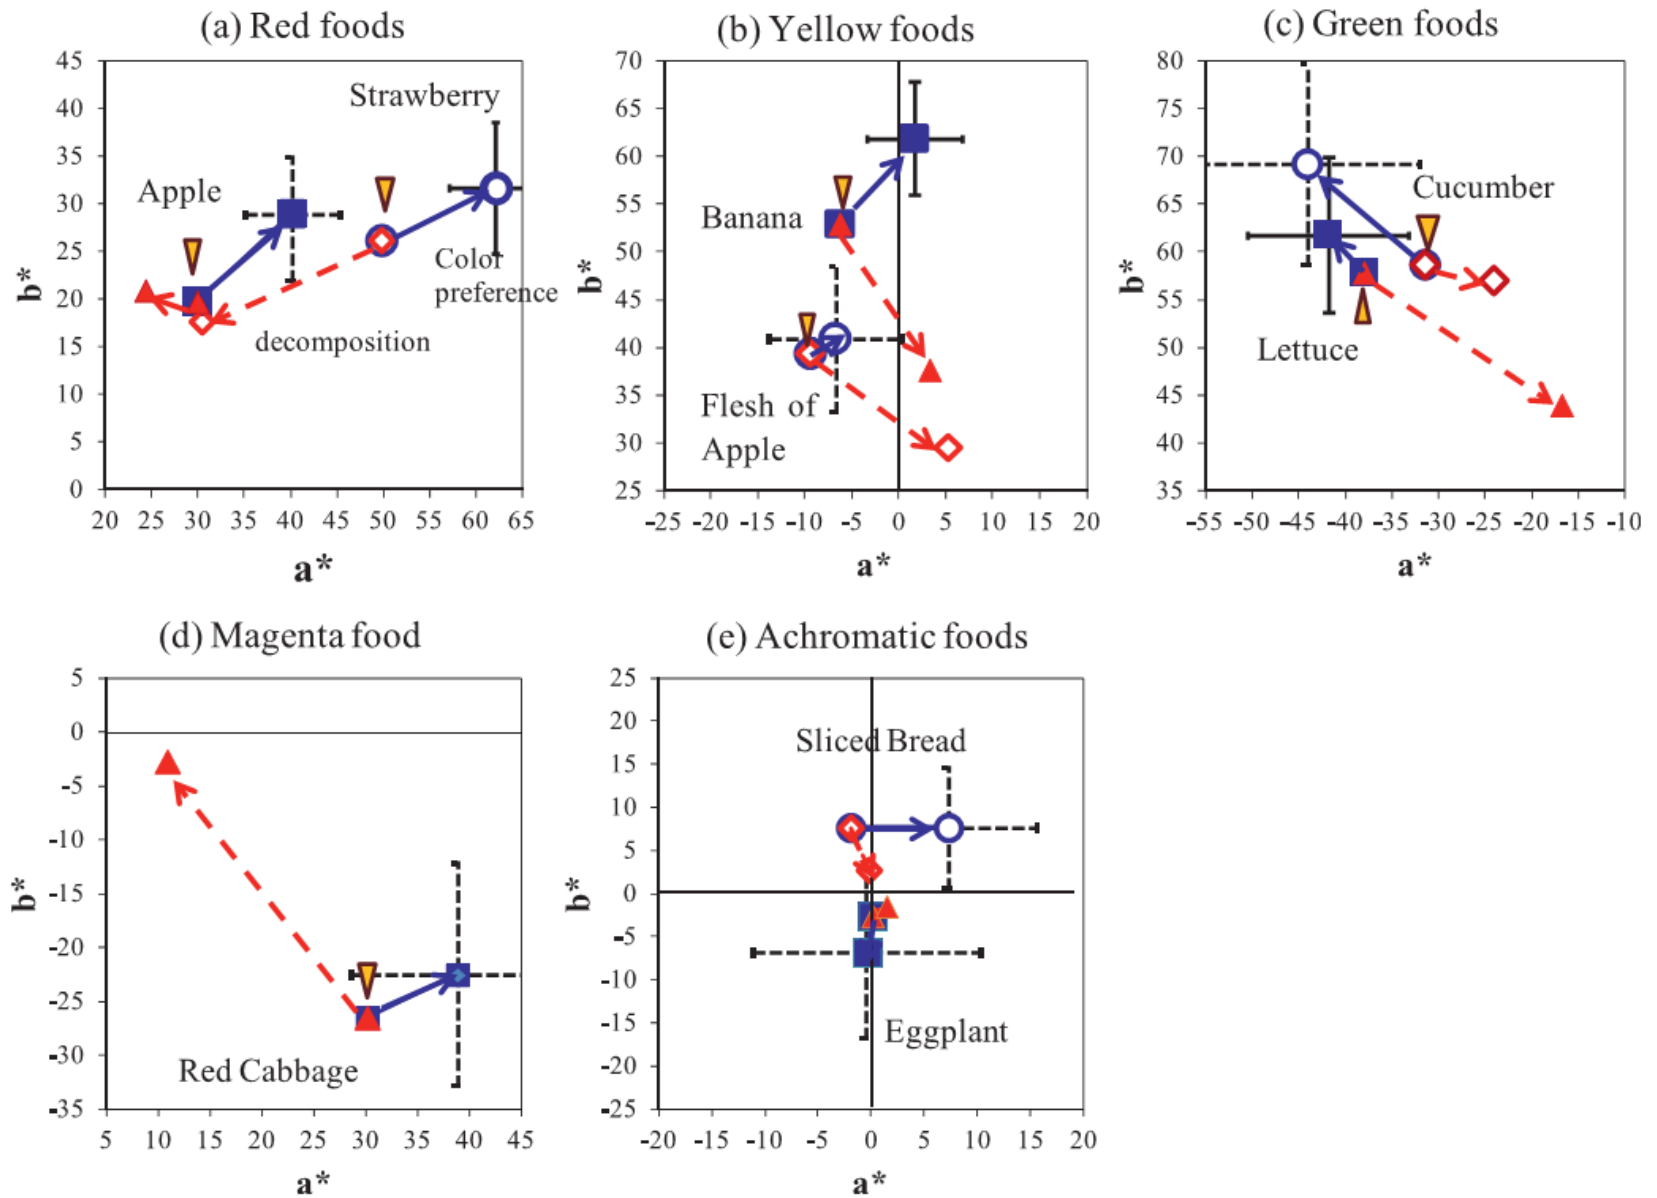 (a) Red foods
45
40
35
30
25
20
15
10
5
0
b*
Strawberry
Apple
Color
preference
decomposition
20 25 30 35 40 45 50 55 60 65
a*
(b) Yellow foods
70
65
60
55
50
45
40
35
30
25
b*
Banana
Flesh of
Apple
-25 -20 -15 -10 -5 0 5 10 15 20
a*
(c) Green foods
80
75
70
65
60
55
50
45
40
35
b*
Cucumber
Lettuce
-55 -50 -45 -40 -35 -30 -25 -20 -15 -10
a*
(d) Magenta food
5
0
-5
-10
-15
-20
-25
-30
-35
b*
Red Cabbage
5 10 15 20 25 30 35 40 45
a*
(e) Achromatic foods
25
20
15
10
5
0
-5
-10
-15
-20
-25
b*
Sliced Bread
Eggplant
-20 -15 -10 -5 0 5 10 15 20
a*